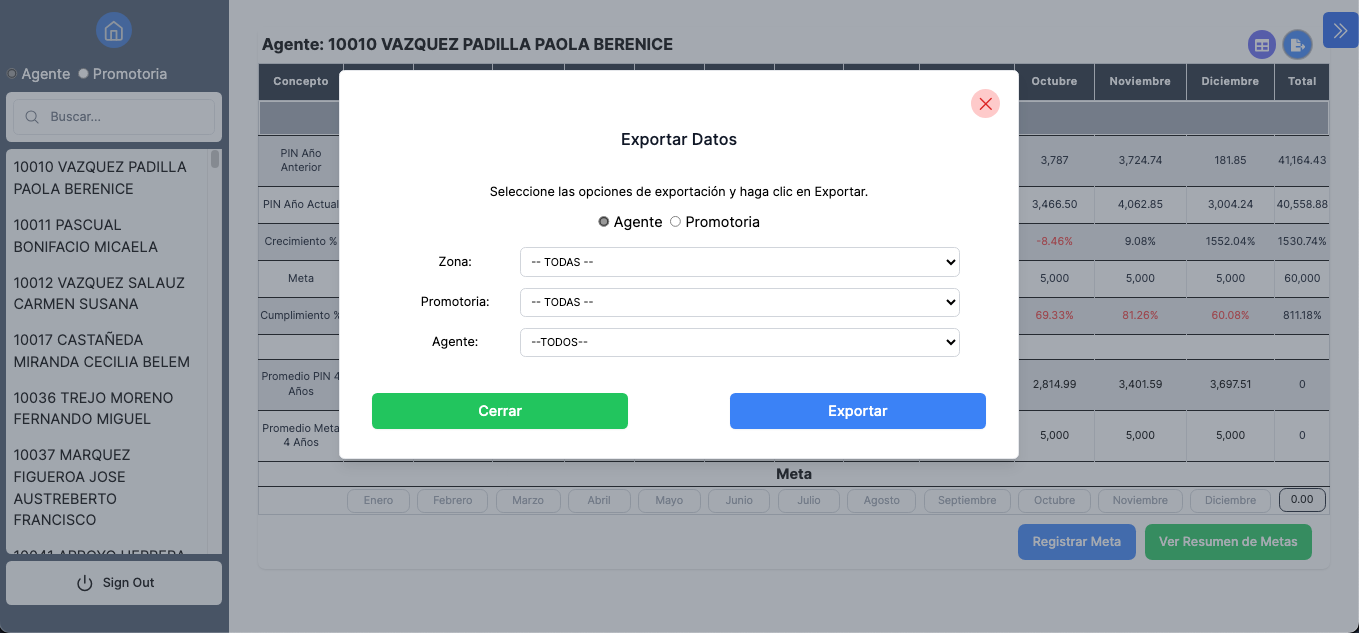 Agente Promotoria
Buscar...
10010 VAZQUEZ PADILLA
PAOLA BERENICE
10011 PASCUAL
BONIFACIO MICAELA
10012 VAZQUEZ SALAUZ
CARMEN SUSANA
10017 CASTAÑEDA
MIRANDA CECILIA BELEM
10036 TREJO MORENO
FERNANDO MIGUEL
10037 MARQUEZ
FIGUEROA JOSE
AUSTREBERTO
FRANCISCO
10041 ARROYO HERRERA
Sign Out
Agente: 10010 VAZQUEZ PADILLA PAOLA BERENICE
Concepto Octubre Noviembre Diciembre Total
PIN Año
Anterior 3,787 3,724.74 181.85 41,164.43
PIN Año Actual 3,466.50 4,062.85 3,004.24 40,558.88
Crecimiento % -8.46% 9.08% 1552.04% 1530.74%
Meta 5,000 5,000 5,000 60,000
Cumplimiento % 69.33% 81.26% 60.08% 811.18%
Promedio PIN 4
Años 2,814.99 3,401.59 3,697.51 0
Promedio Meta
4 Años 5,000 5,000 5,000 0
Meta
Enero Febrero Marzo Abril Mayo Junio Julio Agosto Septiembre Octubre Noviembre Diciembre 0.00
Registrar Meta Ver Resumen de Metas
Exportar Datos
Seleccione las opciones de exportación y haga clic en Exportar.
Agente Promotoria
Zona: -- TODAS --
Promotoria: -- TODAS --
Agente: --TODOS--
Cerrar Exportar